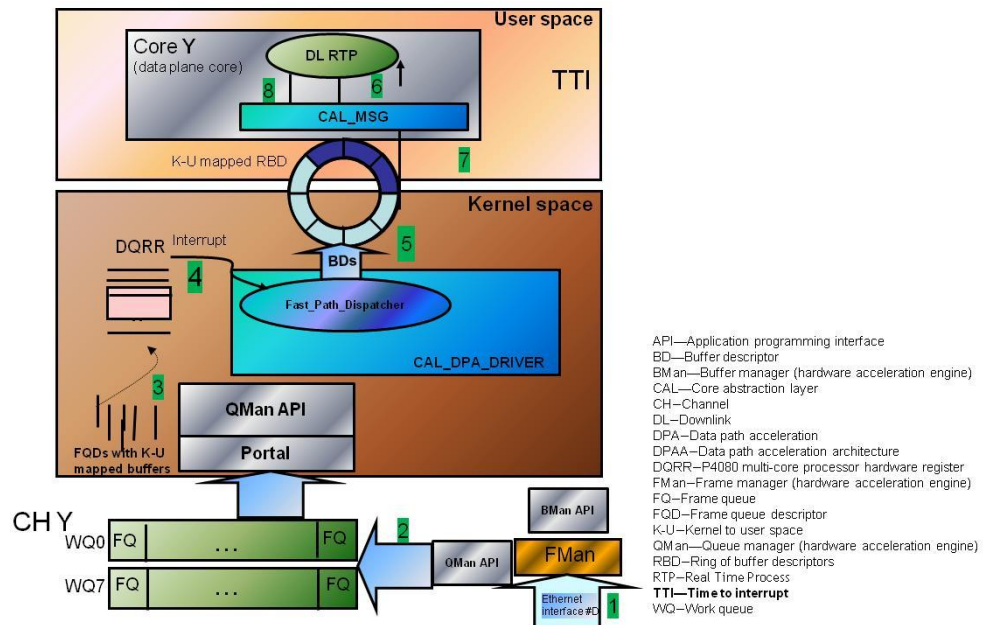 User space
Core Y
(data plane core)
DL RTP
TTI
8
6
CAL_MSG
K-U mapped RBD
7
Kernel space
DQRR
Interrupt
5
4
BDs
Fast_Path_Dispatcher
..
CAL_DPA_DRIVER
3
QMan API
FQDs with K-U
mapped buffers
Portal
CH Y
BMan API
WQ0
FQ
...
FQ
2
QMan API
FMan
WQ7
FQ
...
FQ
Ethernet
interface #D
1
API—Application programming interface
BD—Buffer descriptor
BMan—Buffer manager (hardware acceleration engine)
CAL—Core abstraction layer
CH—Channel
DL—Downlink
DPA—Data path acceleration
DPAA—Data path acceleration architecture
DQRR—P4080 multi-core processor hardware register
FMan—Frame manager (hardware acceleration engine)
FQ—Frame queue
FQD—Frame queue descriptor
K-U—Kernel to user space
QMan—Queue manager (hardware acceleration engine)
RBD—Ring of buffer descriptors
RTP—Real Time Process
TTI—Time to interrupt
WQ—Work queue